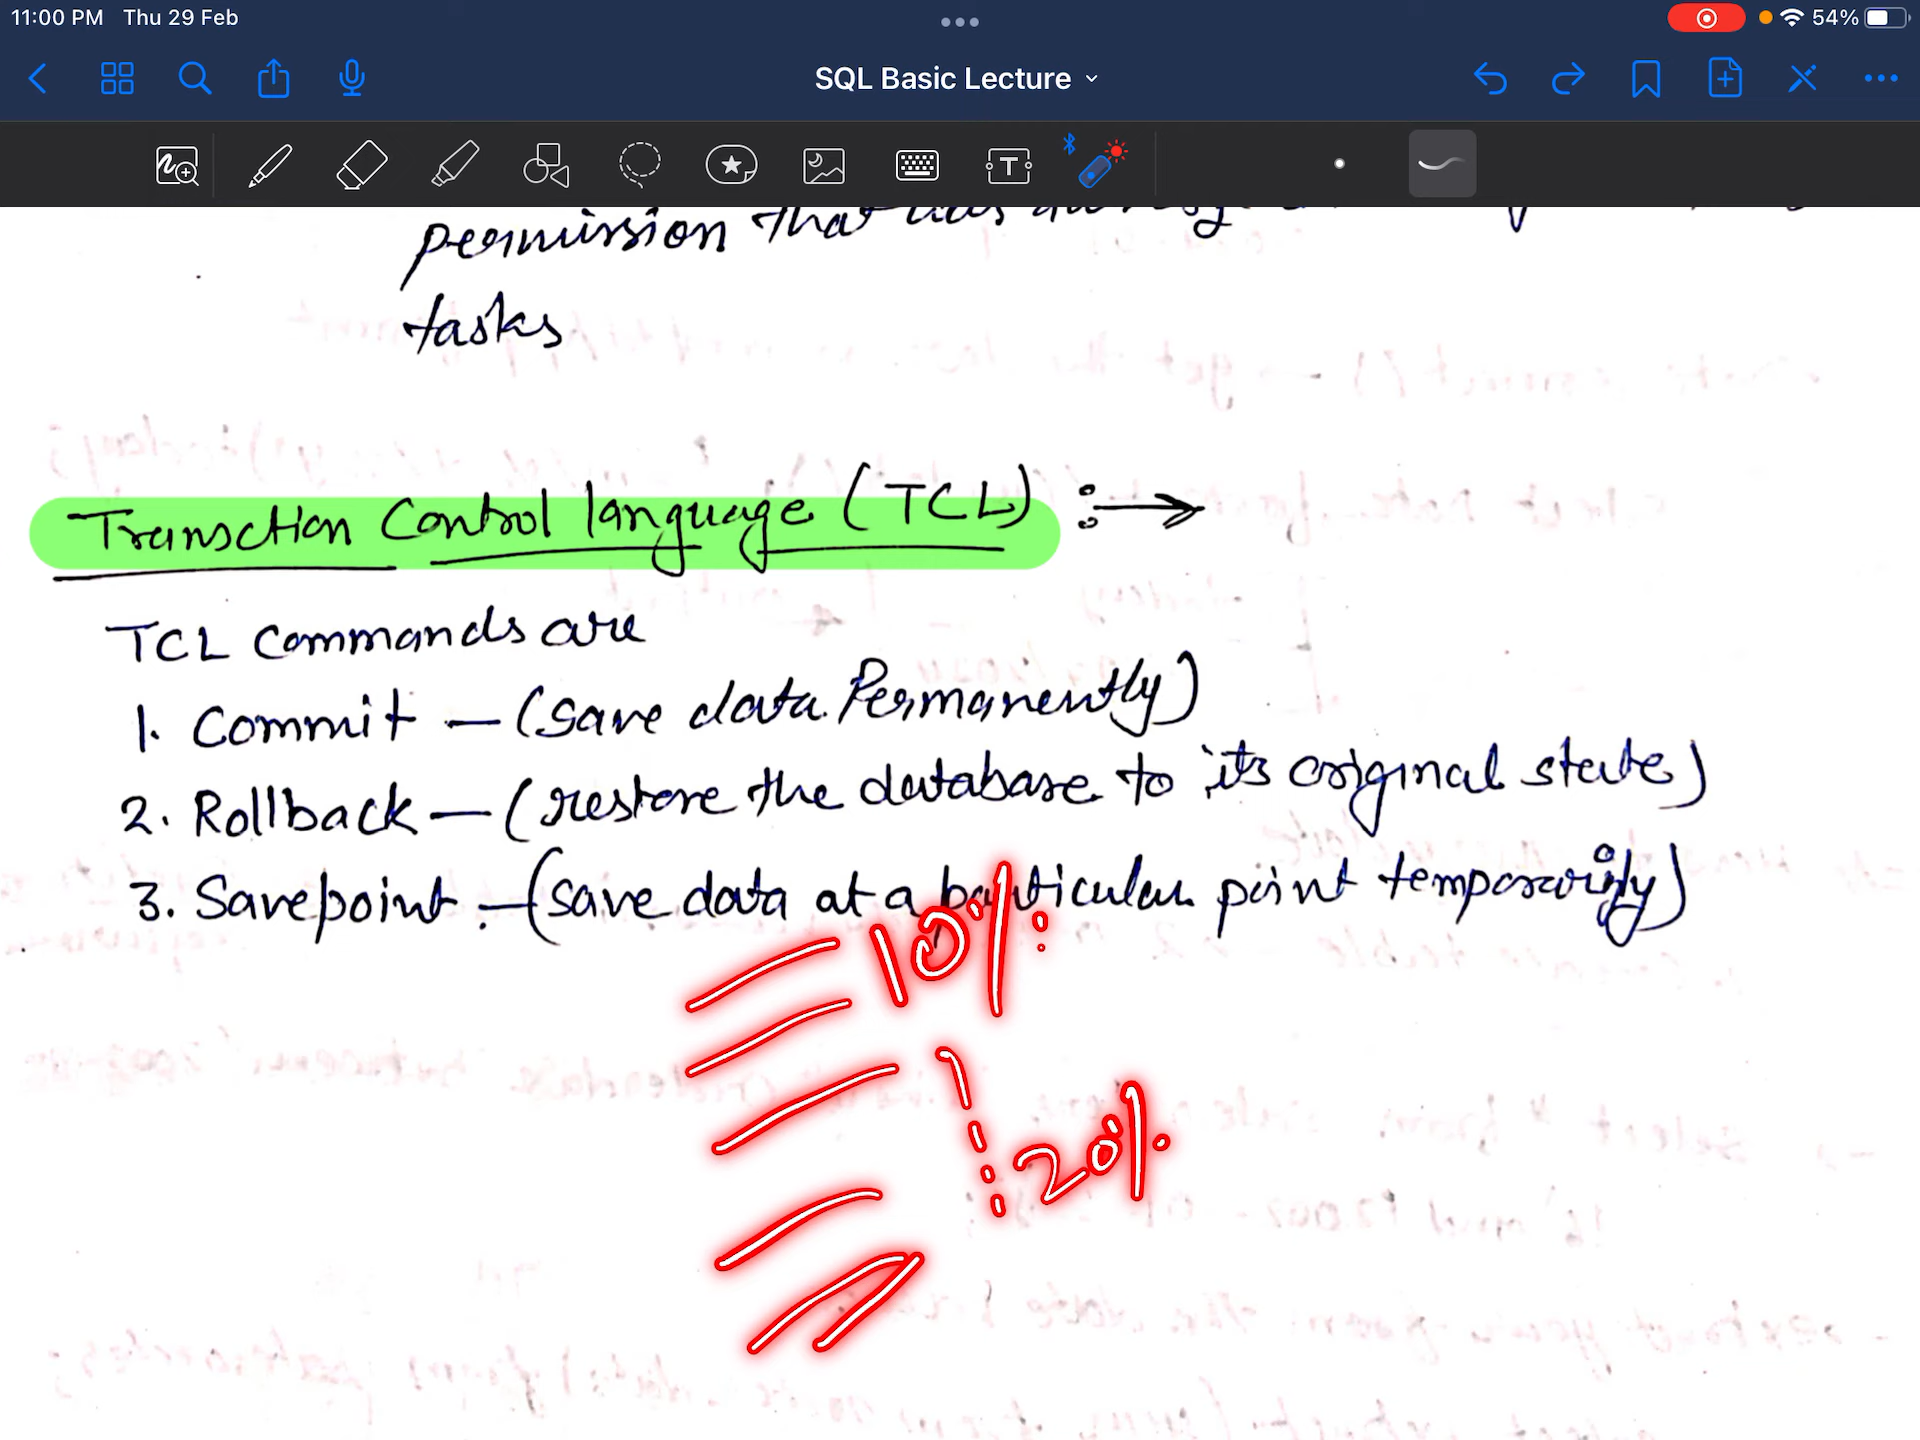 11:00 PM Thu 29 Feb
54%
SQL Basic Lecture
T
permission that
tasks
Transction Control language (TCL) :→
TCL Commands are
1. Commit — (save data Permanently)
2. Rollback — (restore the database to its original state)
3. Savepoint — (save data at a particular point temporarily)
10%
20%